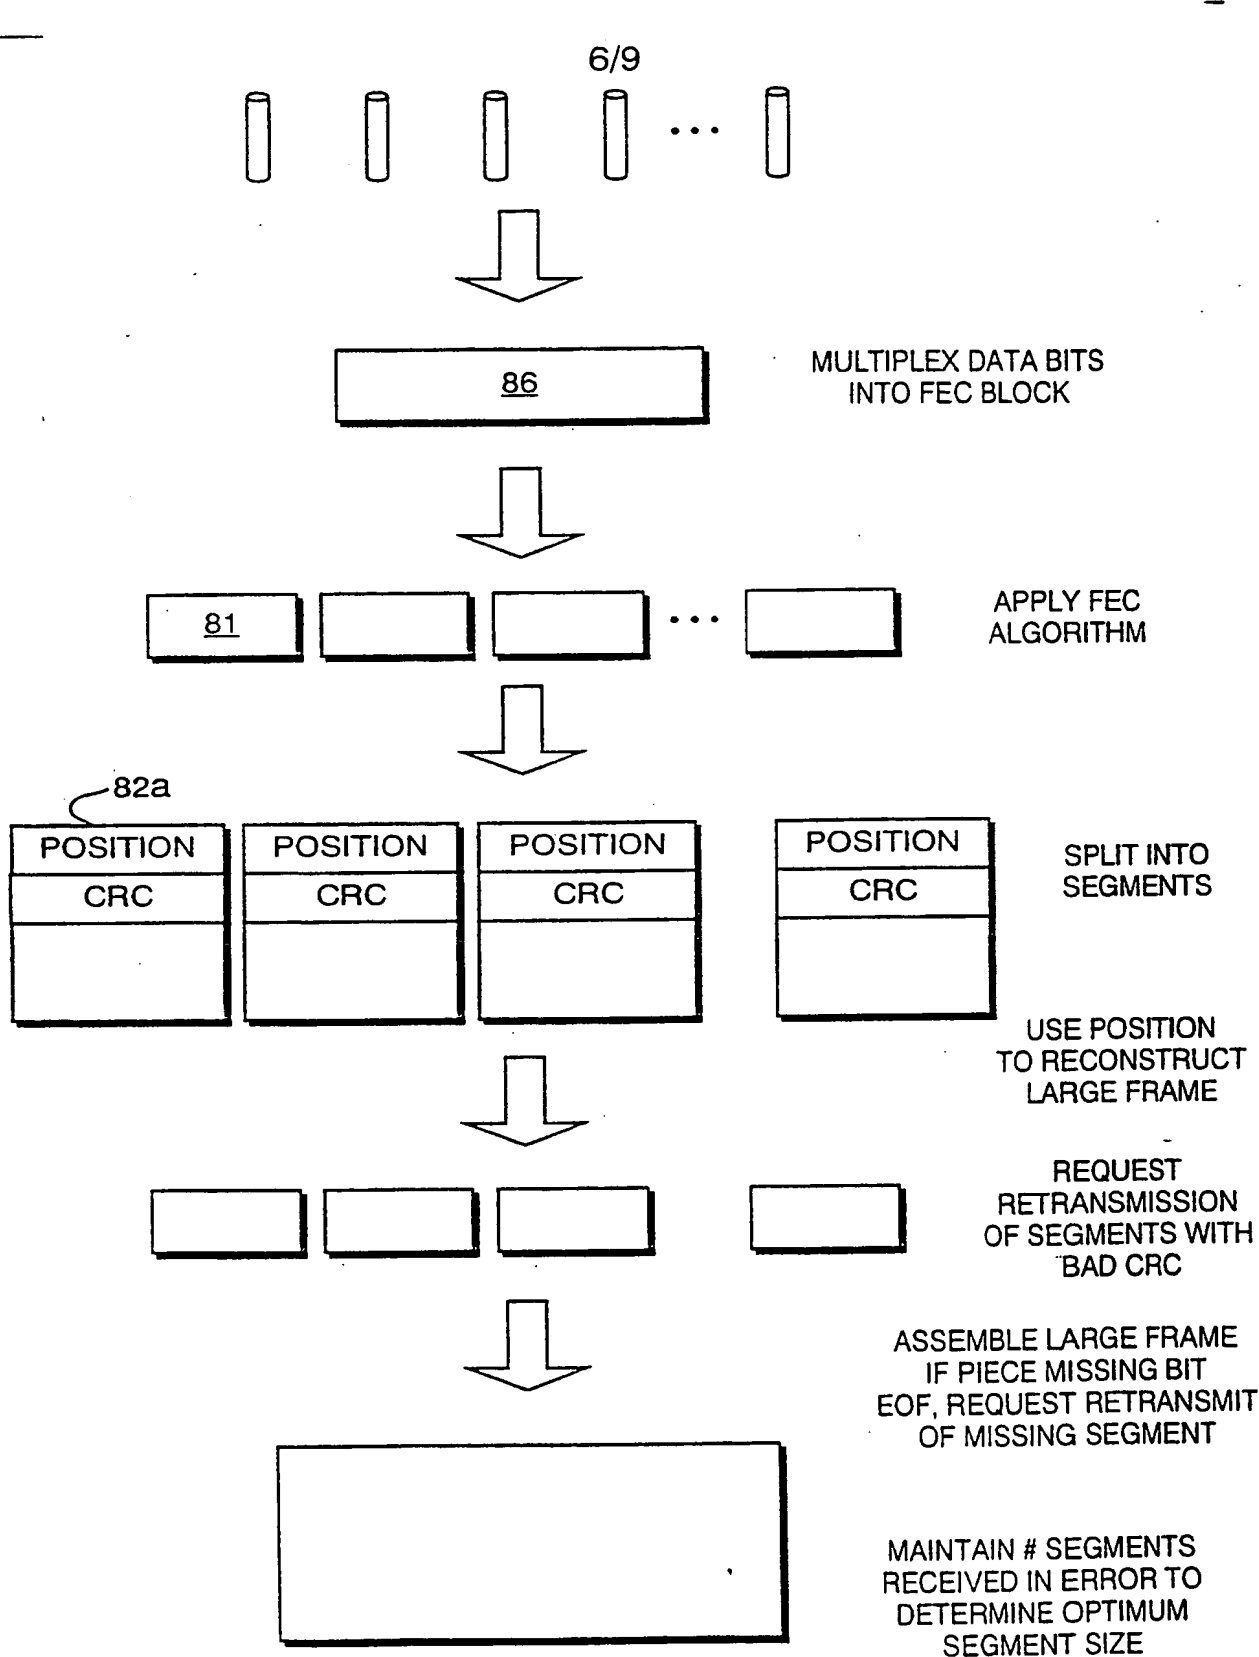 6/9
86
MULTIPLEX DATA BITS
INTO FEC BLOCK
81
APPLY FEC
ALGORITHM
82a
POSITION POSITION POSITION POSITION
CRC CRC CRC CRC
SPLIT INTO
SEGMENTS
USE POSITION
TO RECONSTRUCT
LARGE FRAME
REQUEST
RETRANSMISSION
OF SEGMENTS WITH
BAD CRC
ASSEMBLE LARGE FRAME
IF PIECE MISSING BIT
EOF, REQUEST RETRANSMIT
OF MISSING SEGMENT
MAINTAIN # SEGMENTS
RECEIVED IN ERROR TO
DETERMINE OPTIMUM
SEGMENT SIZE